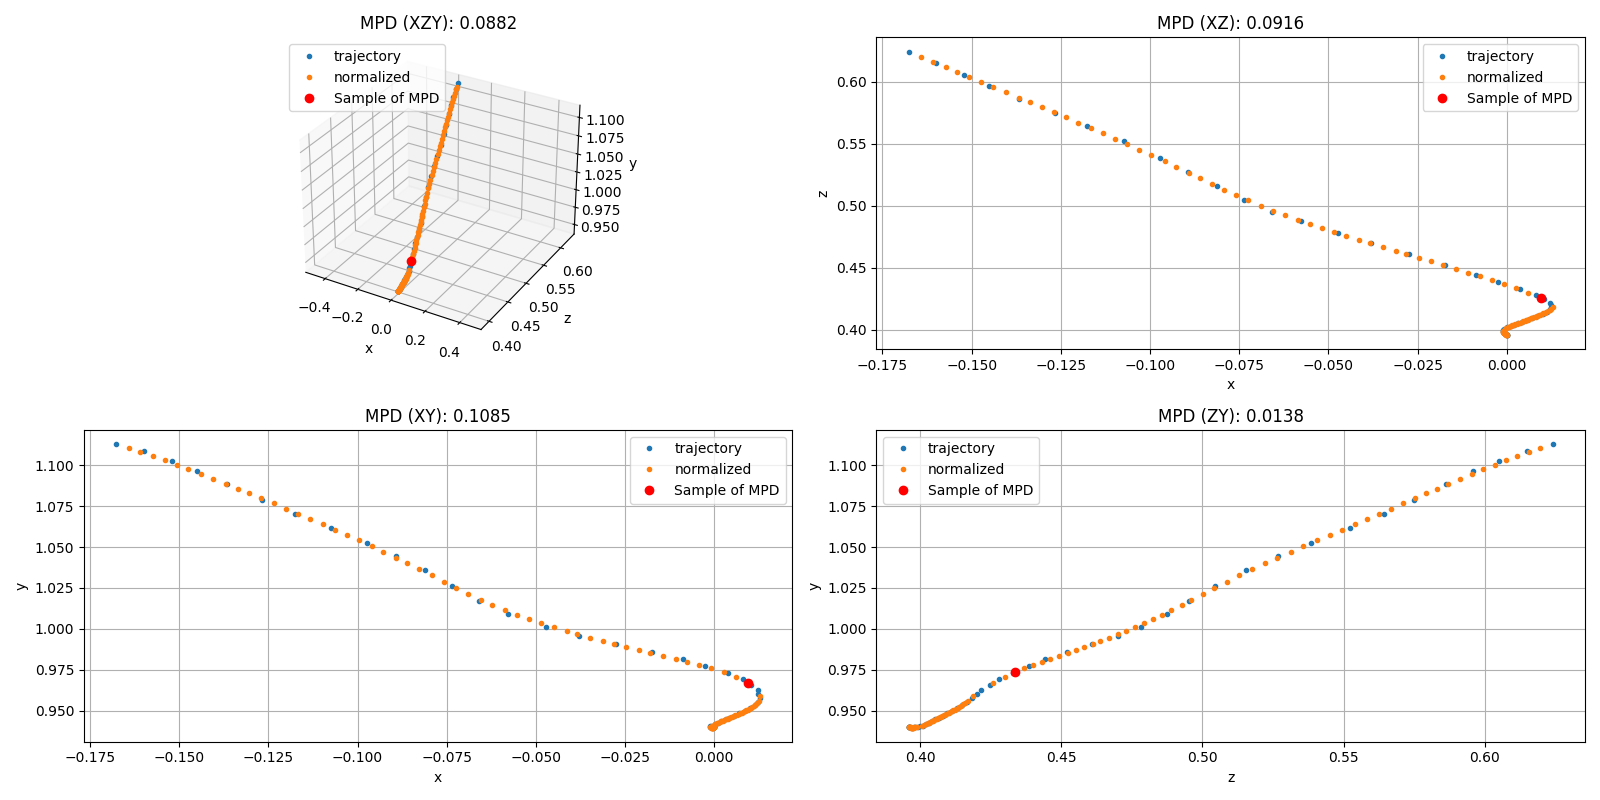 MPD (XZY): 0.0882
trajectory
normalized
Sample of MPD
1.100
1.075
1.050
1.025
1.000
0.975
0.950
y
0.60
0.55
0.50
0.45
0.40
z
−0.4
−0.2
0.0
0.2
0.4
x
MPD (XZ): 0.0916
trajectory
normalized
Sample of MPD
z
0.60
0.55
0.50
0.45
0.40
−0.175 −0.150 −0.125 −0.100 −0.075 −0.050 −0.025 0.000
x
MPD (XY): 0.1085
trajectory
normalized
Sample of MPD
y
1.100
1.075
1.050
1.025
1.000
0.975
0.950
−0.175 −0.150 −0.125 −0.100 −0.075 −0.050 −0.025 0.000
x
MPD (ZY): 0.0138
trajectory
normalized
Sample of MPD
y
1.100
1.075
1.050
1.025
1.000
0.975
0.950
0.40 0.45 0.50 0.55 0.60
z